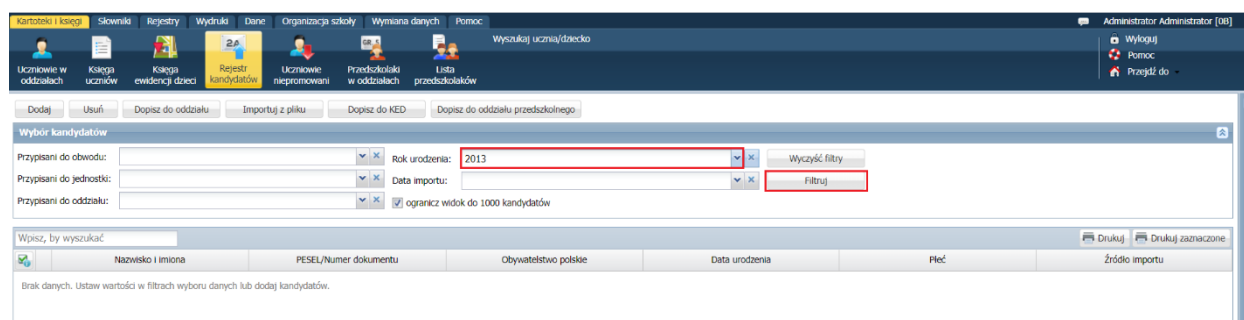 Kartoteki i księgi Słowniki Rejestry Wydruki Dane Organizacja szkoły Wymiana danych Pomoc Administrator Administrator [0B]
Uczniowie w oddziałach Księga uczniów Księga ewidencji dzieci Rejestr kandydatów Uczniowie niepromowani Przedszkolaki w oddziałach Lista przedszkolaków Wyszukaj ucznia/dziecko
Wyloguj
Pomoc
Przejdź do
Dodaj Usuń Dopisz do oddziału Importuj z pliku Dopisz do KED Dopisz do oddziału przedszkolnego
Wybór kandydatów
Przypisani do obwodu: Rok urodzenia: 2013 Wyczyść filtry
Przypisani do jednostki: Data importu: Filtruj
Przypisani do oddziału: ogranicz widok do 1000 kandydatów
Wpisz, by wyszukać Drukuj Drukuj zaznaczone
Nazwisko i imiona PESEL/Numer dokumentu Obywatelstwo polskie Data urodzenia Płeć Źródło importu
Brak danych. Ustaw wartości w filtrach wyboru danych lub dodaj kandydatów.